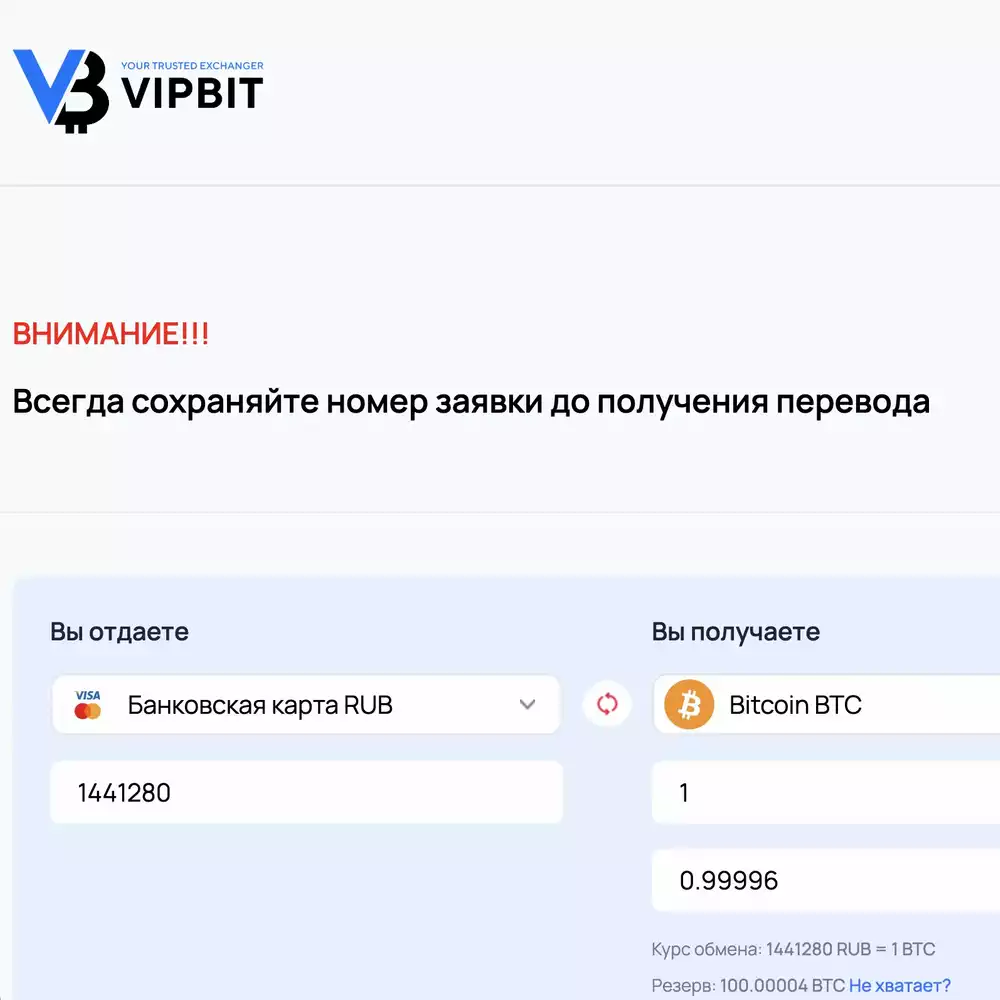 YOUR TRUSTED EXCHANGER
VIPBIT
ВНИМАНИЕ!!!
Всегда сохраняйте номер заявки до получения перевода
Вы отдаете
VISA Банковская карта RUB
1441280
Вы получаете
Bitcoin BTC
1
0.99996
Курс обмена: 1441280 RUB = 1 BTC
Резерв: 100.00004 BTC Не хватает?